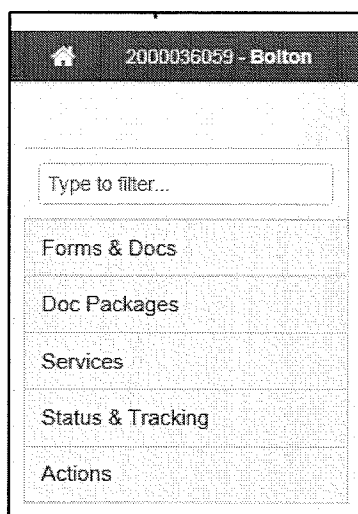 2000036059 - Bolton
Type to filter...
Forms & Docs
Doc Packages
Services
Status & Tracking
Actions